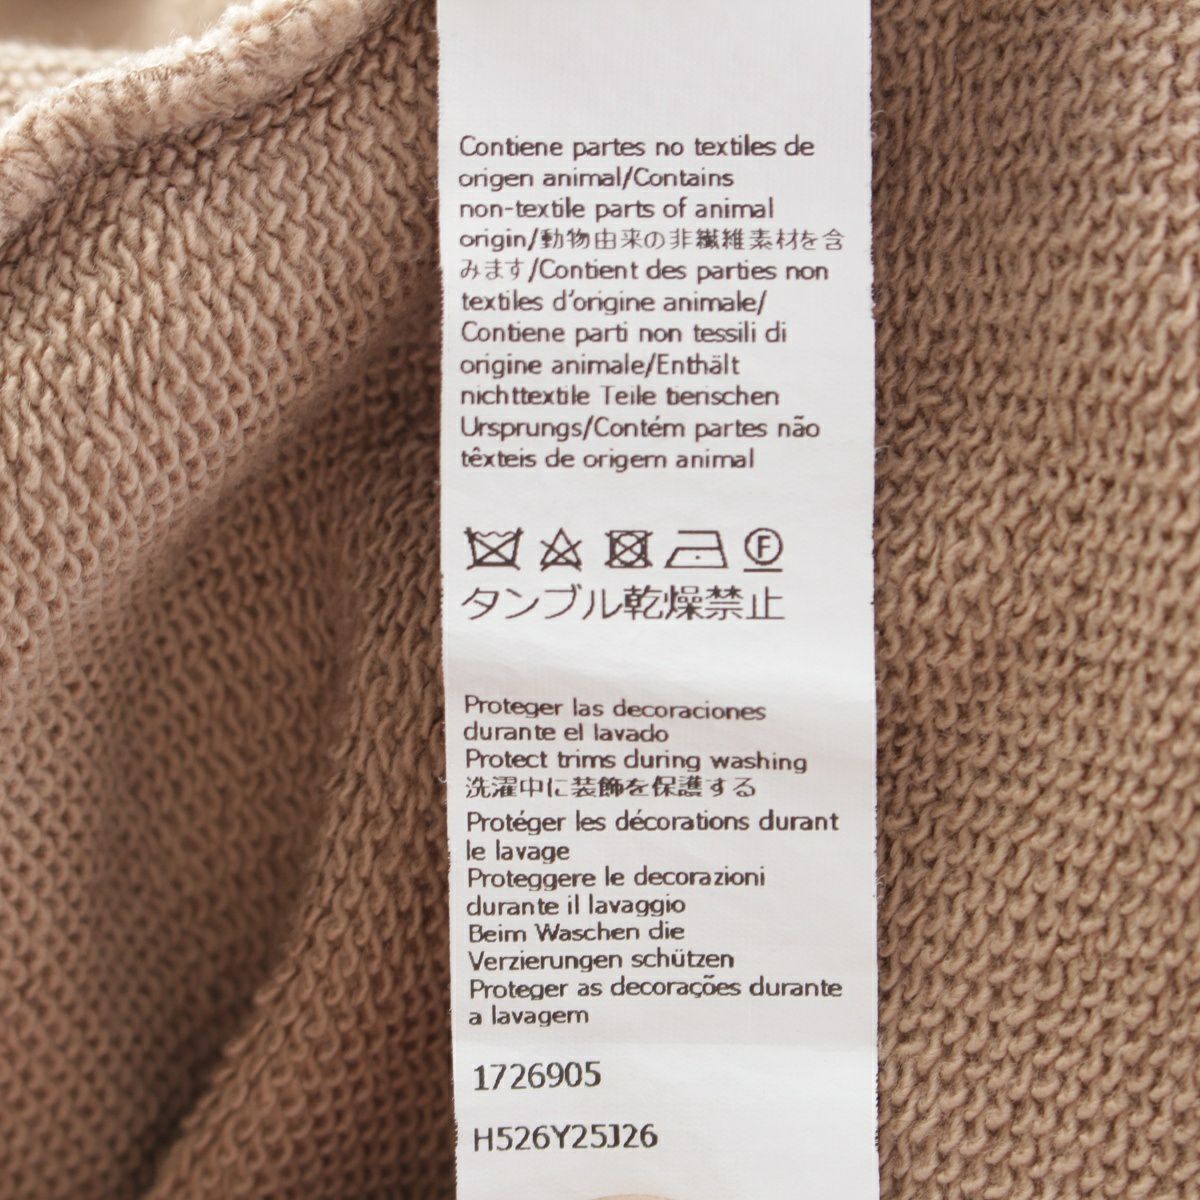 Contiene partes no textiles de
origen animal/Contains
non-textile parts of animal
origin/動物由来の非繊維素材を含
みます/Contient des parties non
textiles d'origine animale/
Contiene parti non tessili di
origine animale/Enthält
nichttextile Teile tierischen
Ursprungs/Contém partes não
têxteis de origem animal
F
タンブル乾燥禁止
Proteger las decoraciones
durante el lavado
Protect trims during washing
洗濯中に装飾を保護する
Protéger les décorations durant
le lavage
Proteggere le decorazioni
durante il lavaggio
Beim Waschen die
Verzierungen schützen
Proteger as decorações durante
a lavagem
1726905
H526Y25J26